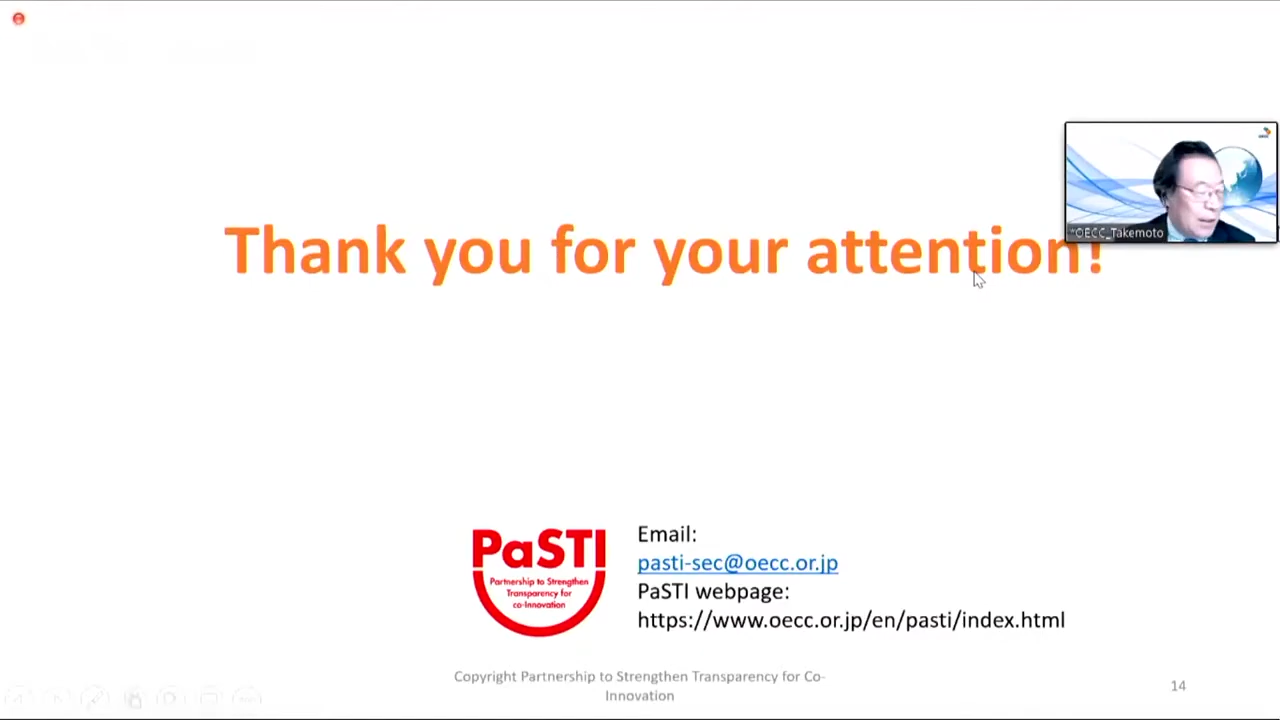 *OECC_Takemoto
Thank you for your attention!
PaSTI
Partnership to Strengthen
Transparency for
co-Innovation
Email:
pasti-sec@oecc.or.jp
PaSTI webpage:
https://www.oecc.or.jp/en/pasti/index.html
Copyright Partnership to Strengthen Transparency for Co-
Innovation
14